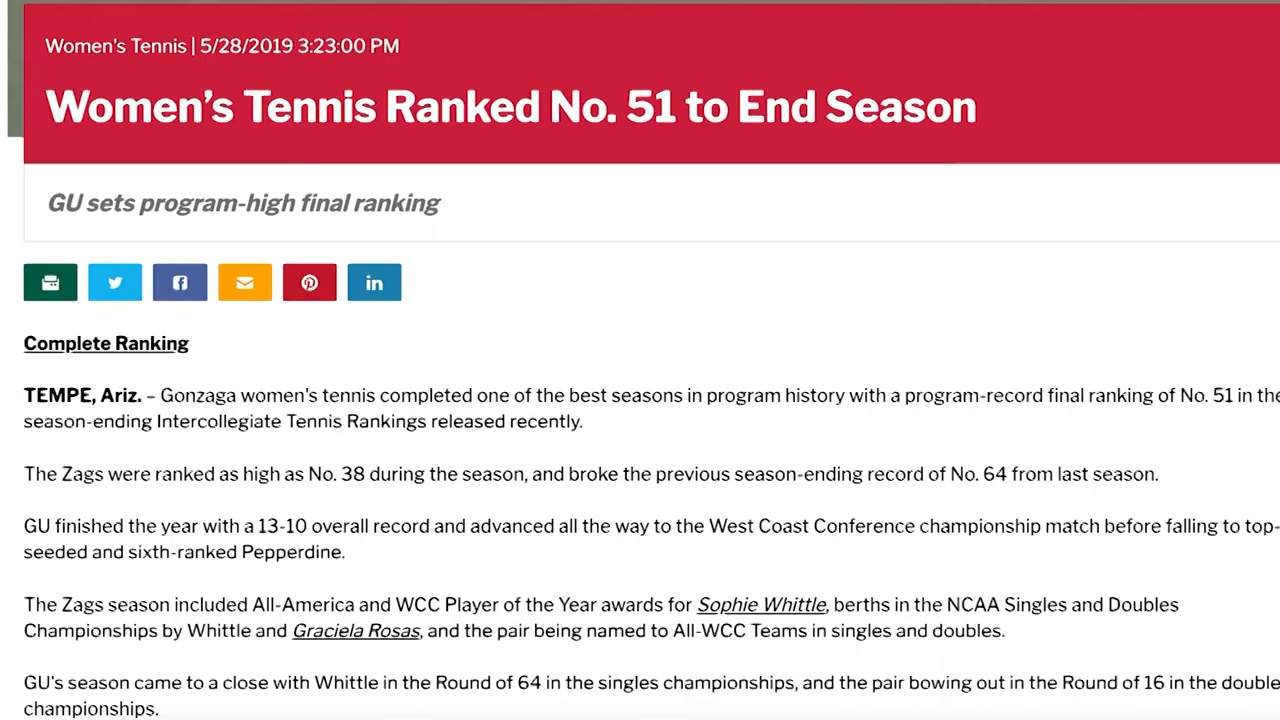 Women's Tennis | 5/28/2019 3:23:00 PM
Women's Tennis Ranked No. 51 to End Season
GU sets program-high final ranking
Complete Ranking
TEMPE, Ariz. – Gonzaga women's tennis completed one of the best seasons in program history with a program-record final ranking of No. 51 in the
season-ending Intercollegiate Tennis Rankings released recently.
The Zags were ranked as high as No. 38 during the season, and broke the previous season-ending record of No. 64 from last season.
GU finished the year with a 13-10 overall record and advanced all the way to the West Coast Conference championship match before falling to top-
seeded and sixth-ranked Pepperdine.
The Zags season included All-America and WCC Player of the Year awards for Sophie Whittle, berths in the NCAA Singles and Doubles
Championships by Whittle and Graciela Rosas, and the pair being named to All-WCC Teams in singles and doubles.
GU's season came to a close with Whittle in the Round of 64 in the singles championships, and the pair bowing out in the Round of 16 in the double
championships.